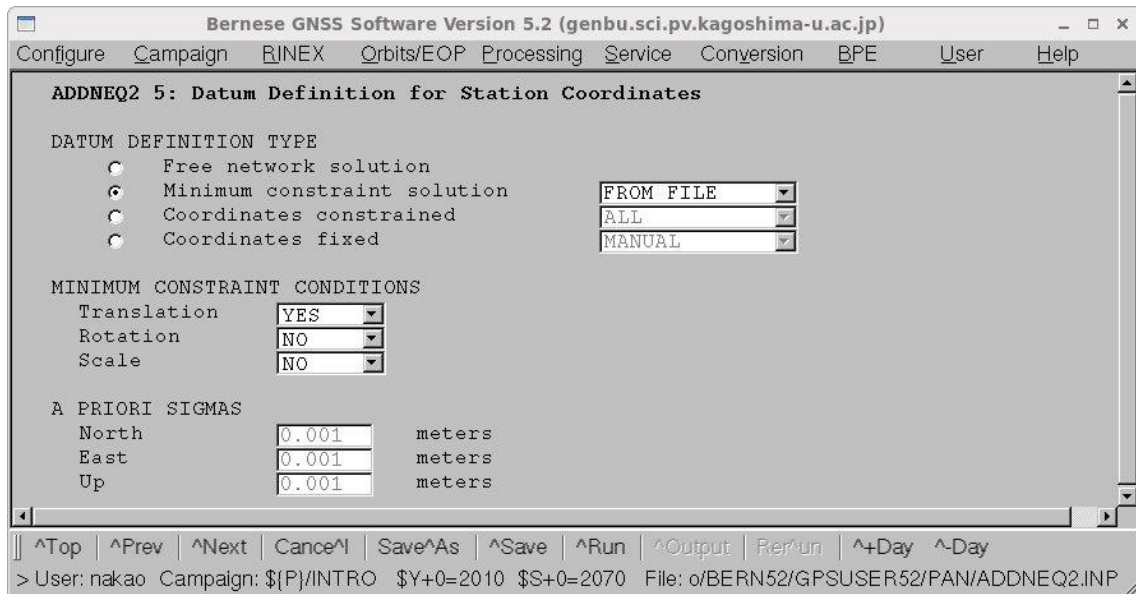 Bernese GNSS Software Version 5.2 (genbu.sci.pv.kagoshima-u.ac.jp)
Configure Campaign RINEX Orbits/EOP Processing Service Conversion BPE User Help
ADDNEQ2 5: Datum Definition for Station Coordinates
DATUM DEFINITION TYPE
Free network solution
Minimum constraint solution FROM FILE
Coordinates constrained ALL
Coordinates fixed MANUAL
MINIMUM CONSTRAINT CONDITIONS
Translation YES
Rotation NO
Scale NO
A PRIORI SIGMAS
North 0.001 meters
East 0.001 meters
Up 0.001 meters
^Top | ^Prev | ^Next | Cance^l | Save^As | ^Save | ^Run | ^Output | Rer^un | ^+Day ^-Day
> User: nakao Campaign: ${P}/INTRO $Y+0=2010 $S+0=2070 File: o/BERN52/GPSUSER52/PAN/ADDNEQ2.INP